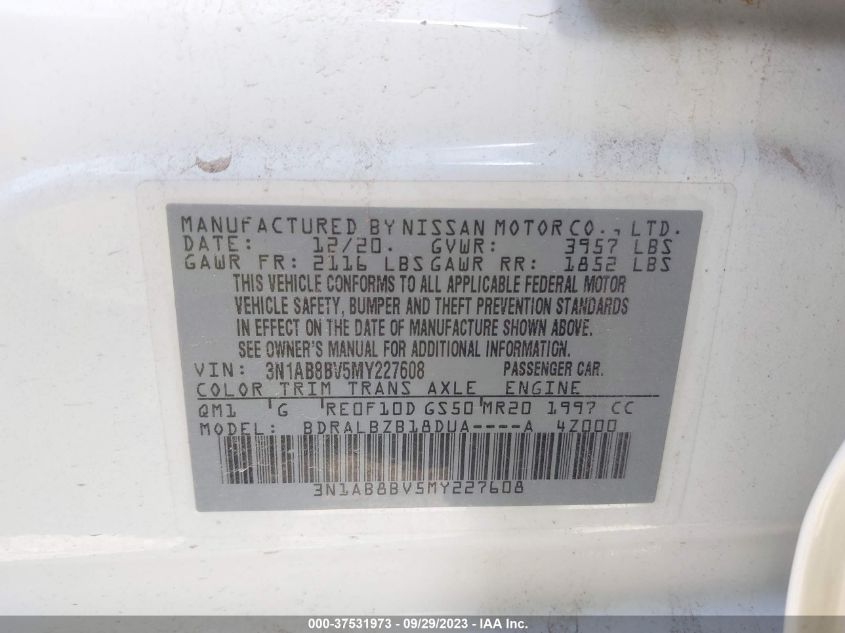 MANUFACTURED BY NISSAN MOTOR CO., LTD.
DATE: 12/20. GVWR: 3957 LBS
GAWR FR: 2116 LBS GAWR RR: 1852 LBS
THIS VEHICLE CONFORMS TO ALL APPLICABLE FEDERAL MOTOR
VEHICLE SAFETY, BUMPER AND THEFT PREVENTION STANDARDS
IN EFFECT ON THE DATE OF MANUFACTURE SHOWN ABOVE.
SEE OWNER'S MANUAL FOR ADDITIONAL INFORMATION.
VIN: 3N1AB8BV5MY227608 PASSENGER CAR.
COLOR TRIM TRANS AXLE ENGINE
QM1 G RE0F10D GS50 MR20 1997 CC
MODEL: BDRALBZB18DUA----A 4Z000
3N1AB8BV5MY227608
000-37531973 / 09/29/2023 - IAA Inc.